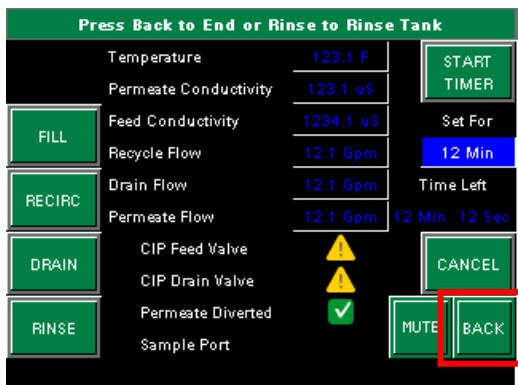 Press Back to End or Rinse to Rinse Tank
Temperature 123.1 F
START TIMER
Permeate Conductivity 123.1 uS
FILL
Feed Conductivity 1234.1 uS
Set For
Recycle Flow 12.1 Gpm
12 Min
RECIRC
Drain Flow 12.1 Gpm
Time Left
Permeate Flow 12.1 Gpm
12 Min 12 Sec
DRAIN
CIP Feed Valve
CIP Drain Valve
CANCEL
RINSE
Permeate Diverted
Sample Port
MUTE
BACK